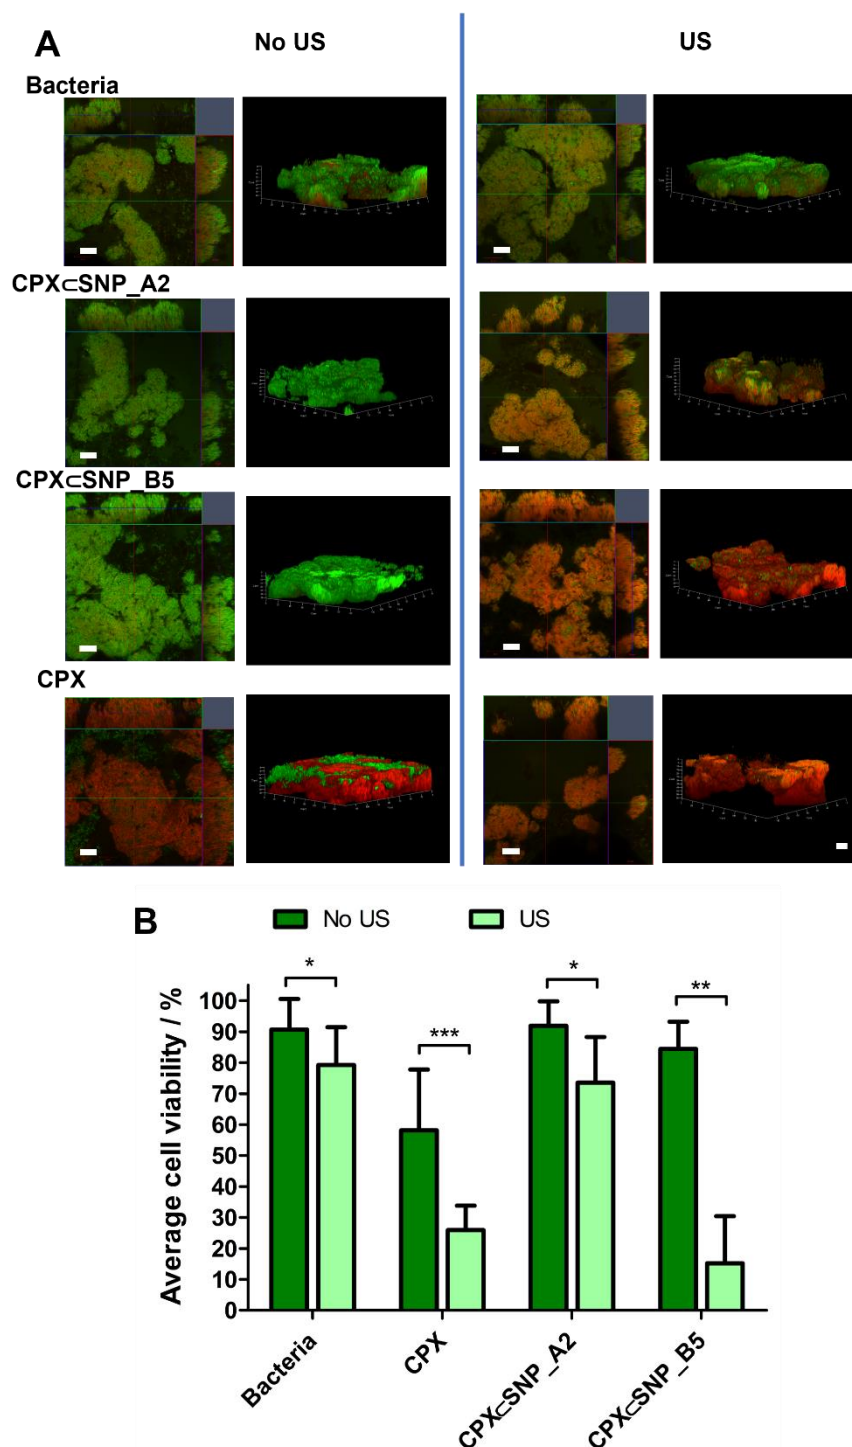 A
No US
US
Bacteria
CPX⊂SNP_A2
CPX⊂SNP_B5
CPX
B
No US
US
Average cell viability / %
100
90
80
70
60
50
40
30
20
10
0
*
***
*
**
Bacteria
CPX
CPX⊂SNP_A2
CPX⊂SNP_B5